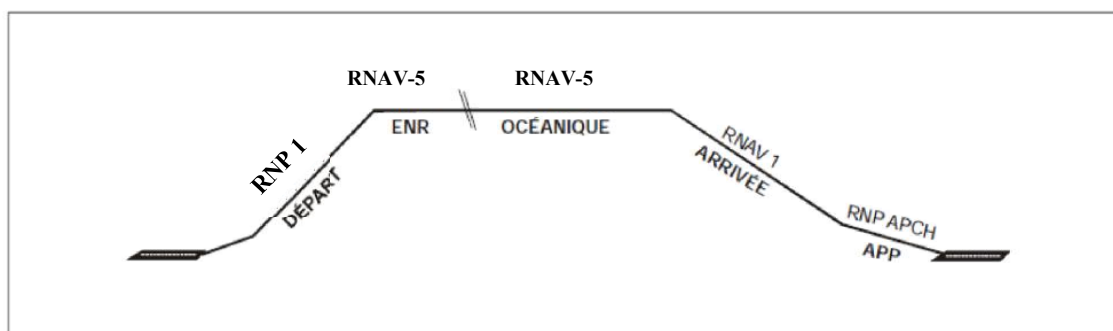 RNAV-5 RNAV-5
ENR OCÉANIQUE
RNP 1
DÉPART
RNAV 1
ARRIVÉE
RNP APCH
APP